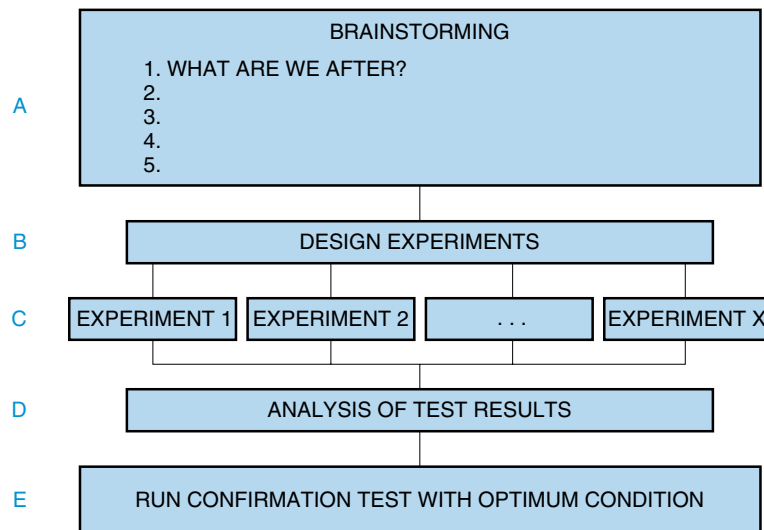 BRAINSTORMING
1. WHAT ARE WE AFTER?
2.
3.
4.
5.
A
B
DESIGN EXPERIMENTS
C
EXPERIMENT 1
EXPERIMENT 2
. . .
EXPERIMENT X
D
ANALYSIS OF TEST RESULTS
E
RUN CONFIRMATION TEST WITH OPTIMUM CONDITION